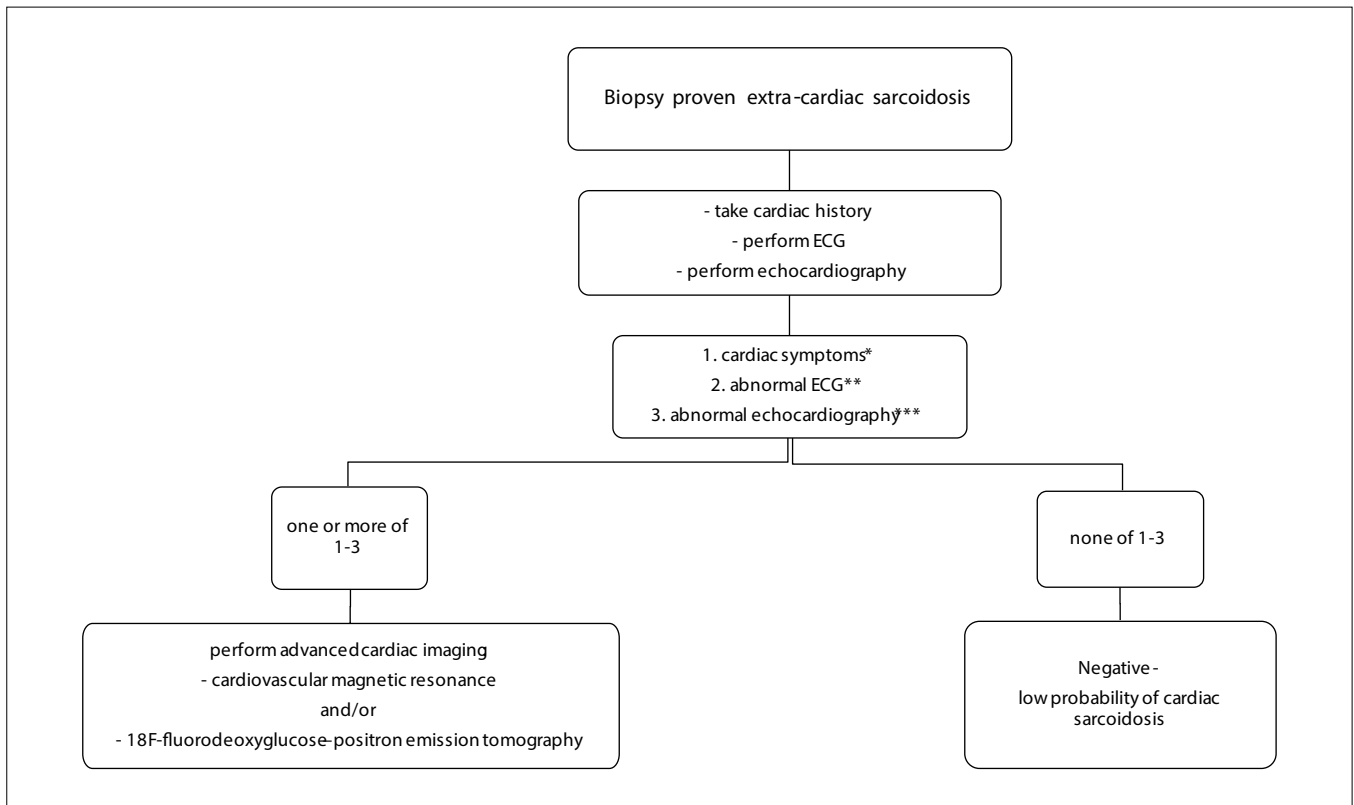 Biopsy proven extra-cardiac sarcoidosis
- take cardiac history
- perform ECG
- perform echocardiography
1. cardiac symptoms*
2. abnormal ECG**
3. abnormal echocardiography***
one or more of
1-3
none of 1-3
perform advanced cardiac imaging
- cardiovascular magnetic resonance
and/or
- 18F-fluorodeoxyglucose-positron emission tomography
Negative -
low probability of cardiac
sarcoidosis